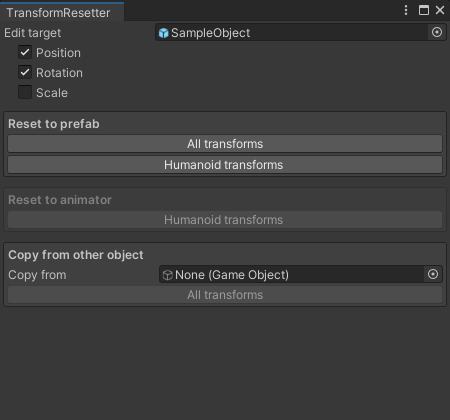 TransformResetter
Edit target SampleObject
Position
Rotation
Scale
Reset to prefab
All transforms
Humanoid transforms
Reset to animator
Humanoid transforms
Copy from other object
Copy from None (Game Object)
All transforms